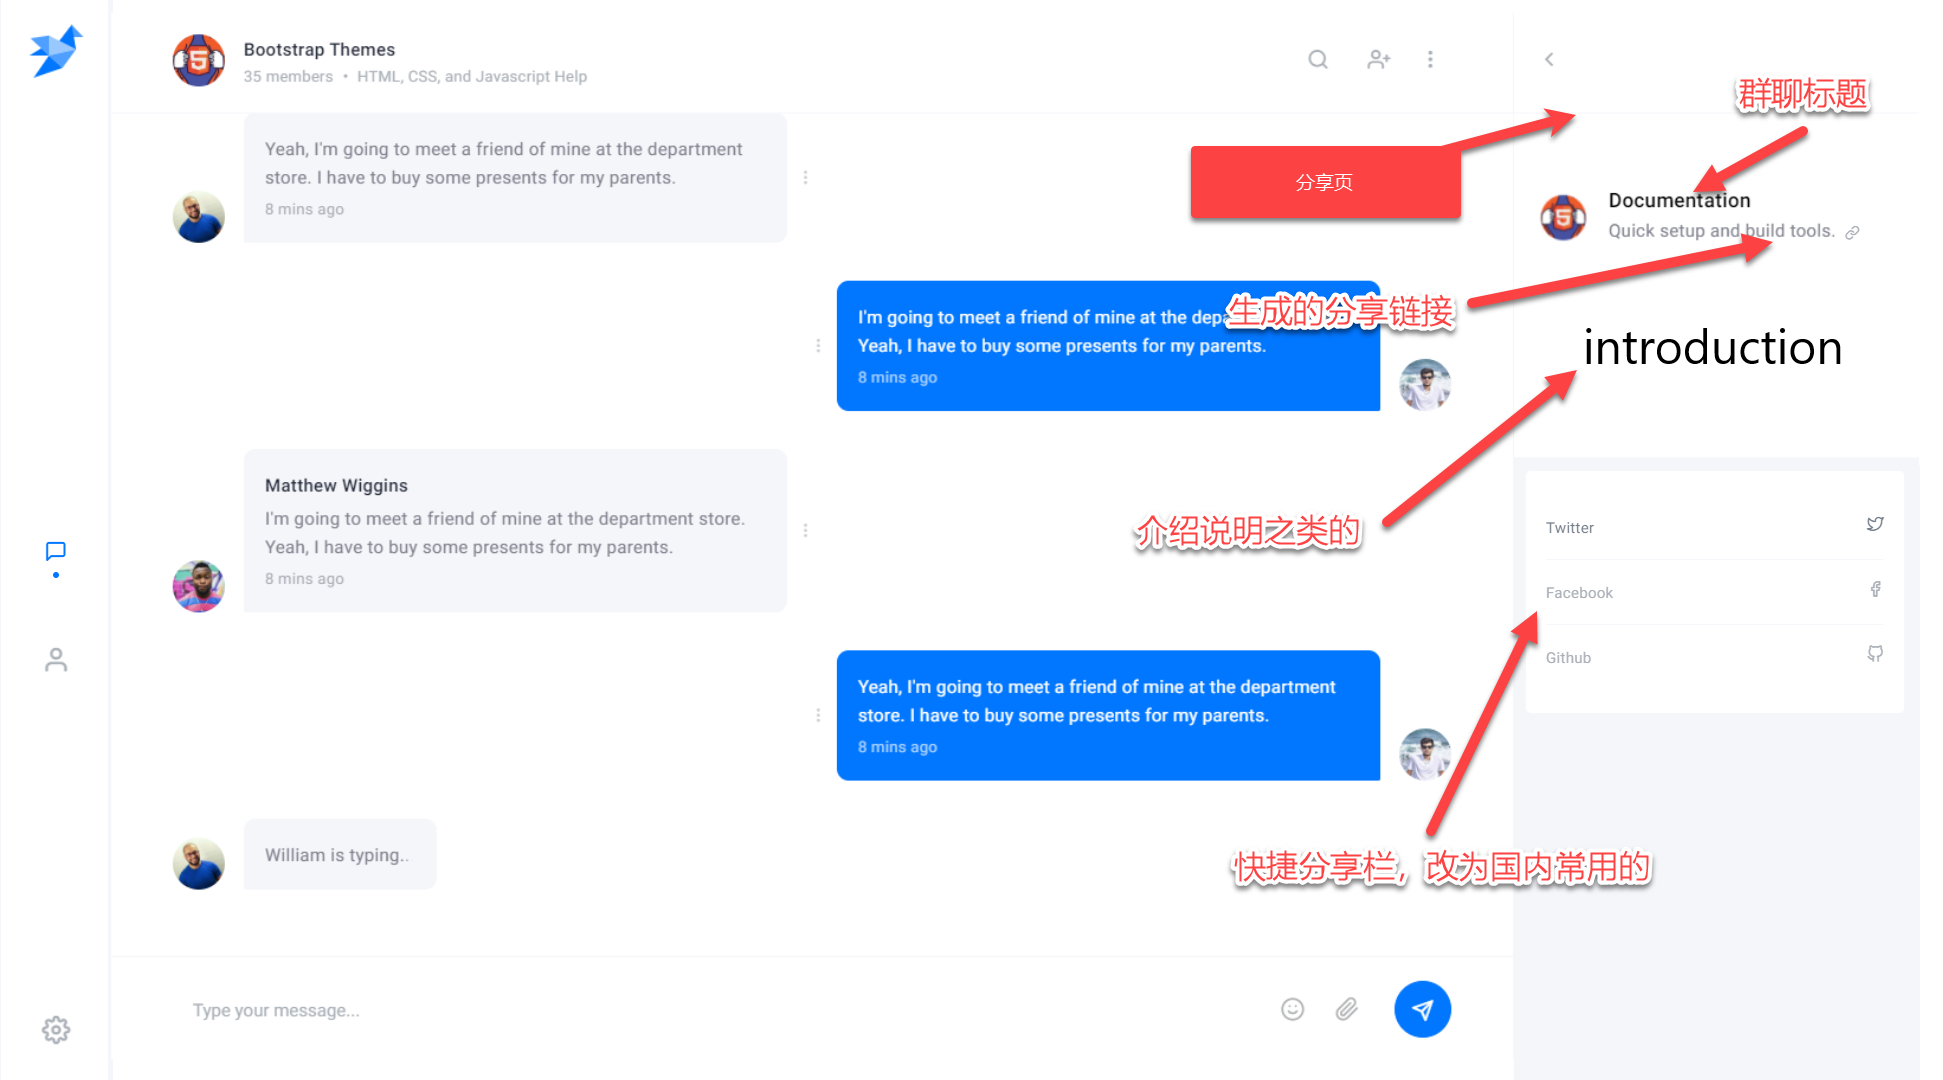 Bootstrap Themes
35 members • HTML, CSS, and Javascript Help
Yeah, I'm going to meet a friend of mine at the department
store. I have to buy some presents for my parents.
8 mins ago
I'm going to meet a friend of mine at the depa
Yeah, I have to buy some presents for my parents.
8 mins ago
Matthew Wiggins
I'm going to meet a friend of mine at the department store.
Yeah, I have to buy some presents for my parents.
8 mins ago
Yeah, I'm going to meet a friend of mine at the department
store. I have to buy some presents for my parents.
8 mins ago
William is typing..
Type your message...
分享页
群聊标题
Documentation
Quick setup and build tools.
生成的分享链接
introduction
介绍说明之类的
Twitter
Facebook
Github
快捷分享栏，改为国内常用的